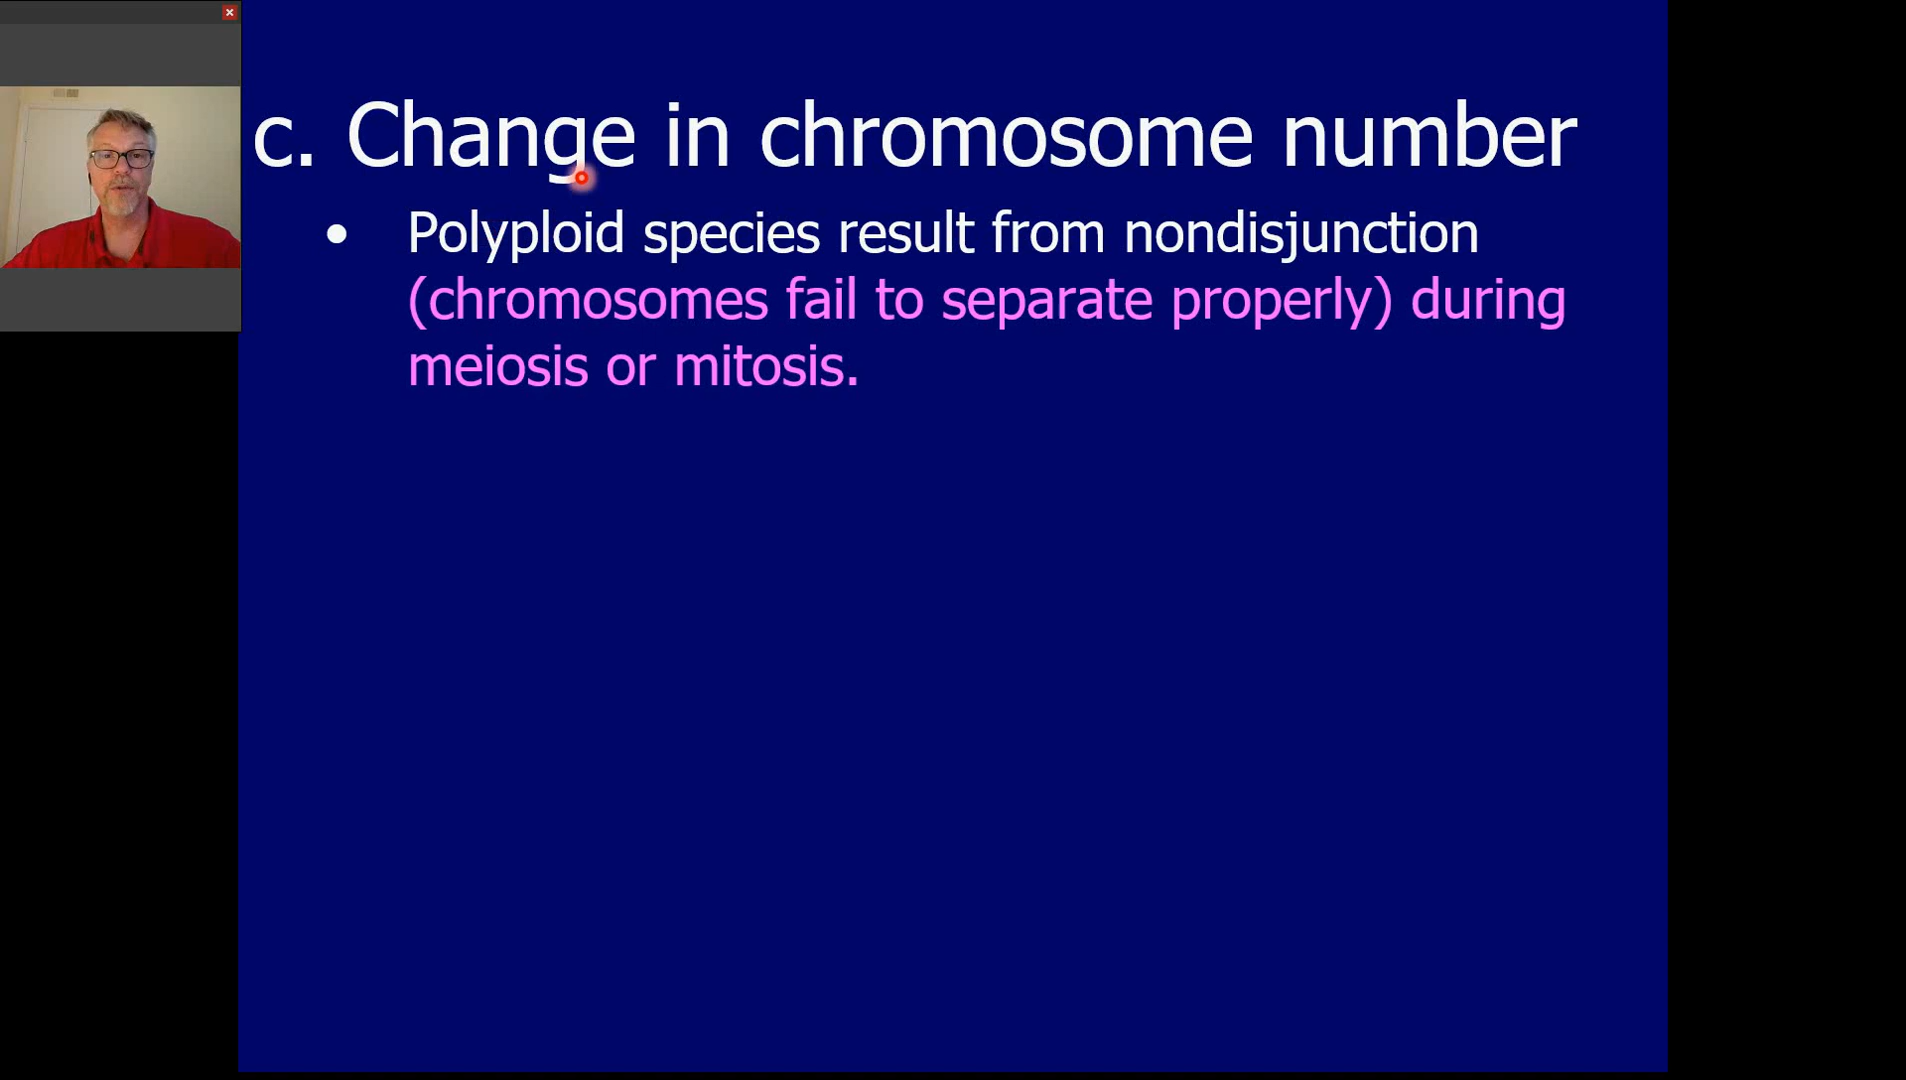 c. Change in chromosome number
• Polyploid species result from nondisjunction
(chromosomes fail to separate properly) during
meiosis or mitosis.